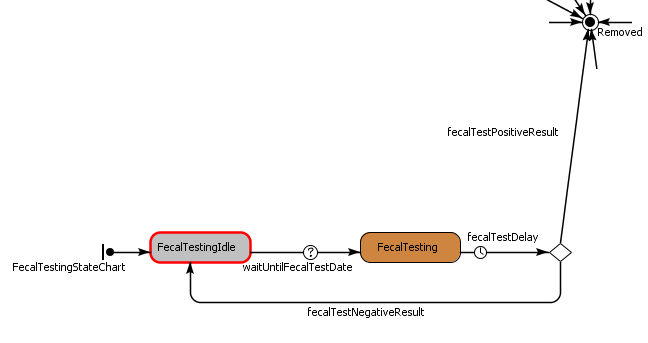 Removed
fecalTestPositiveResult
fecalTestDelay
FecalTestingIdle
FecalTesting
?
FecalTestingStateChart
waitUntilFecalTestDate
fecalTestNegativeResult